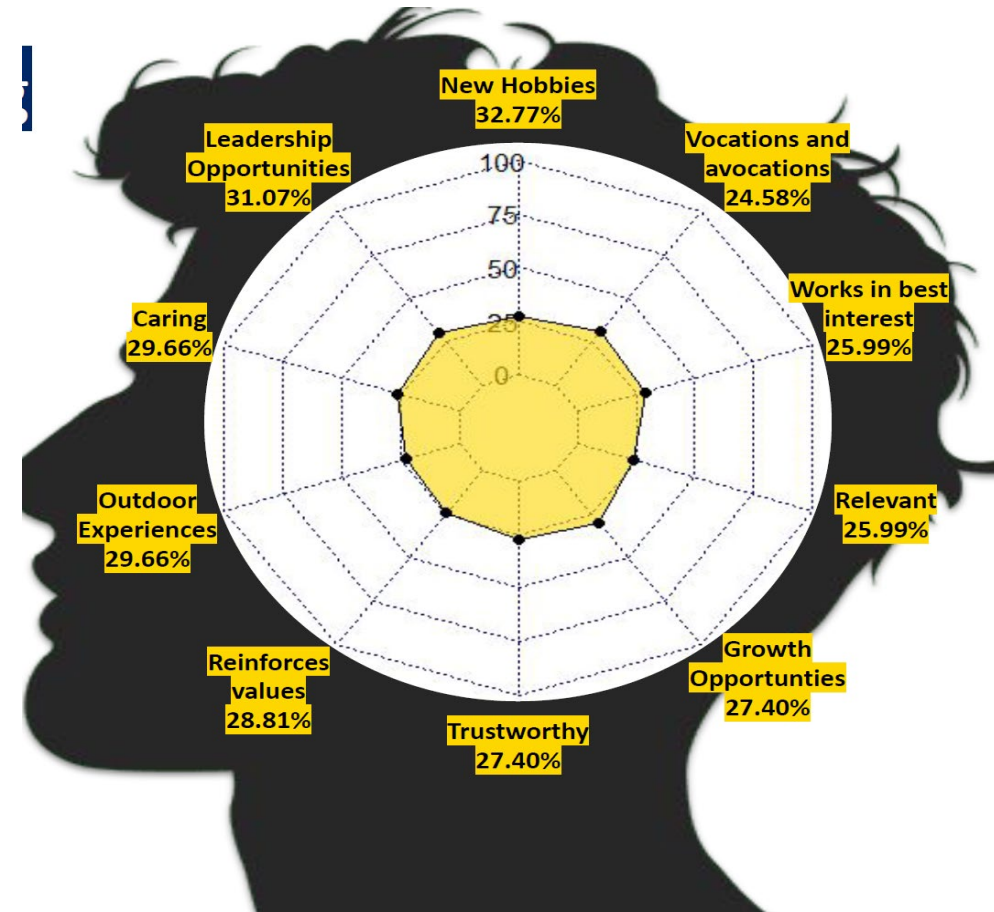 New Hobbies
32.77%
Vocations and
avocations
24.58%
Works in best
interest
25.99%
Relevant
25.99%
Growth
Opportunties
27.40%
Trustworthy
27.40%
Reinforces
values
28.81%
Outdoor
Experiences
29.66%
Caring
29.66%
Leadership
Opportunities
31.07%
100
75
50
25
0